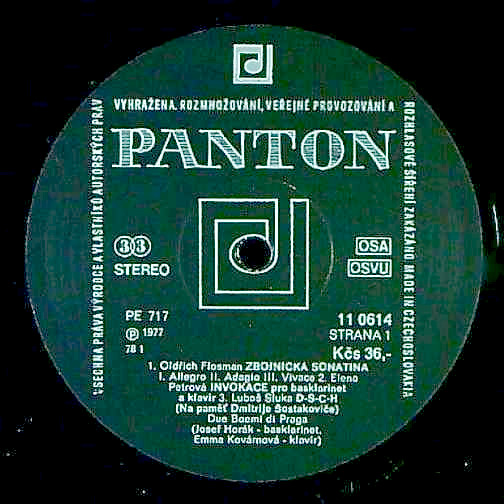 VYHRAŽENA. ROZMNOŽOVÁNÍ, VEŘEJNÉ PROVOZOVÁNÍ A
ROZHLASOVÉ ŠÍŘENÍ ZAKÁZÁNO MADE IN CZECHOSLOVAKIA
VŠECHNA PRÁVA VÝROBCE A VLASTNÍKŮ AUTORSKÝCH PRÁV
PANTON
33
STEREO
OSA
OSVU
PE 717
Ⓟ 1977
78 1
11 0614
STRANA 1
Kčs 36,-
1. Oldřich Flosman ZBOJNICKÁ SONATINA
I. Allegro II. Adagio III. Vivace 2. Elena
Petrová INVOKACE pro basklarinet
a klavír 3. Luboš Sluka D-S-C-H
(Na paměť Dmitrije Šostakoviče)
Due Boemi di Praga
(Josef Horák - basklarinet,
Emma Kovárnová - klavír)